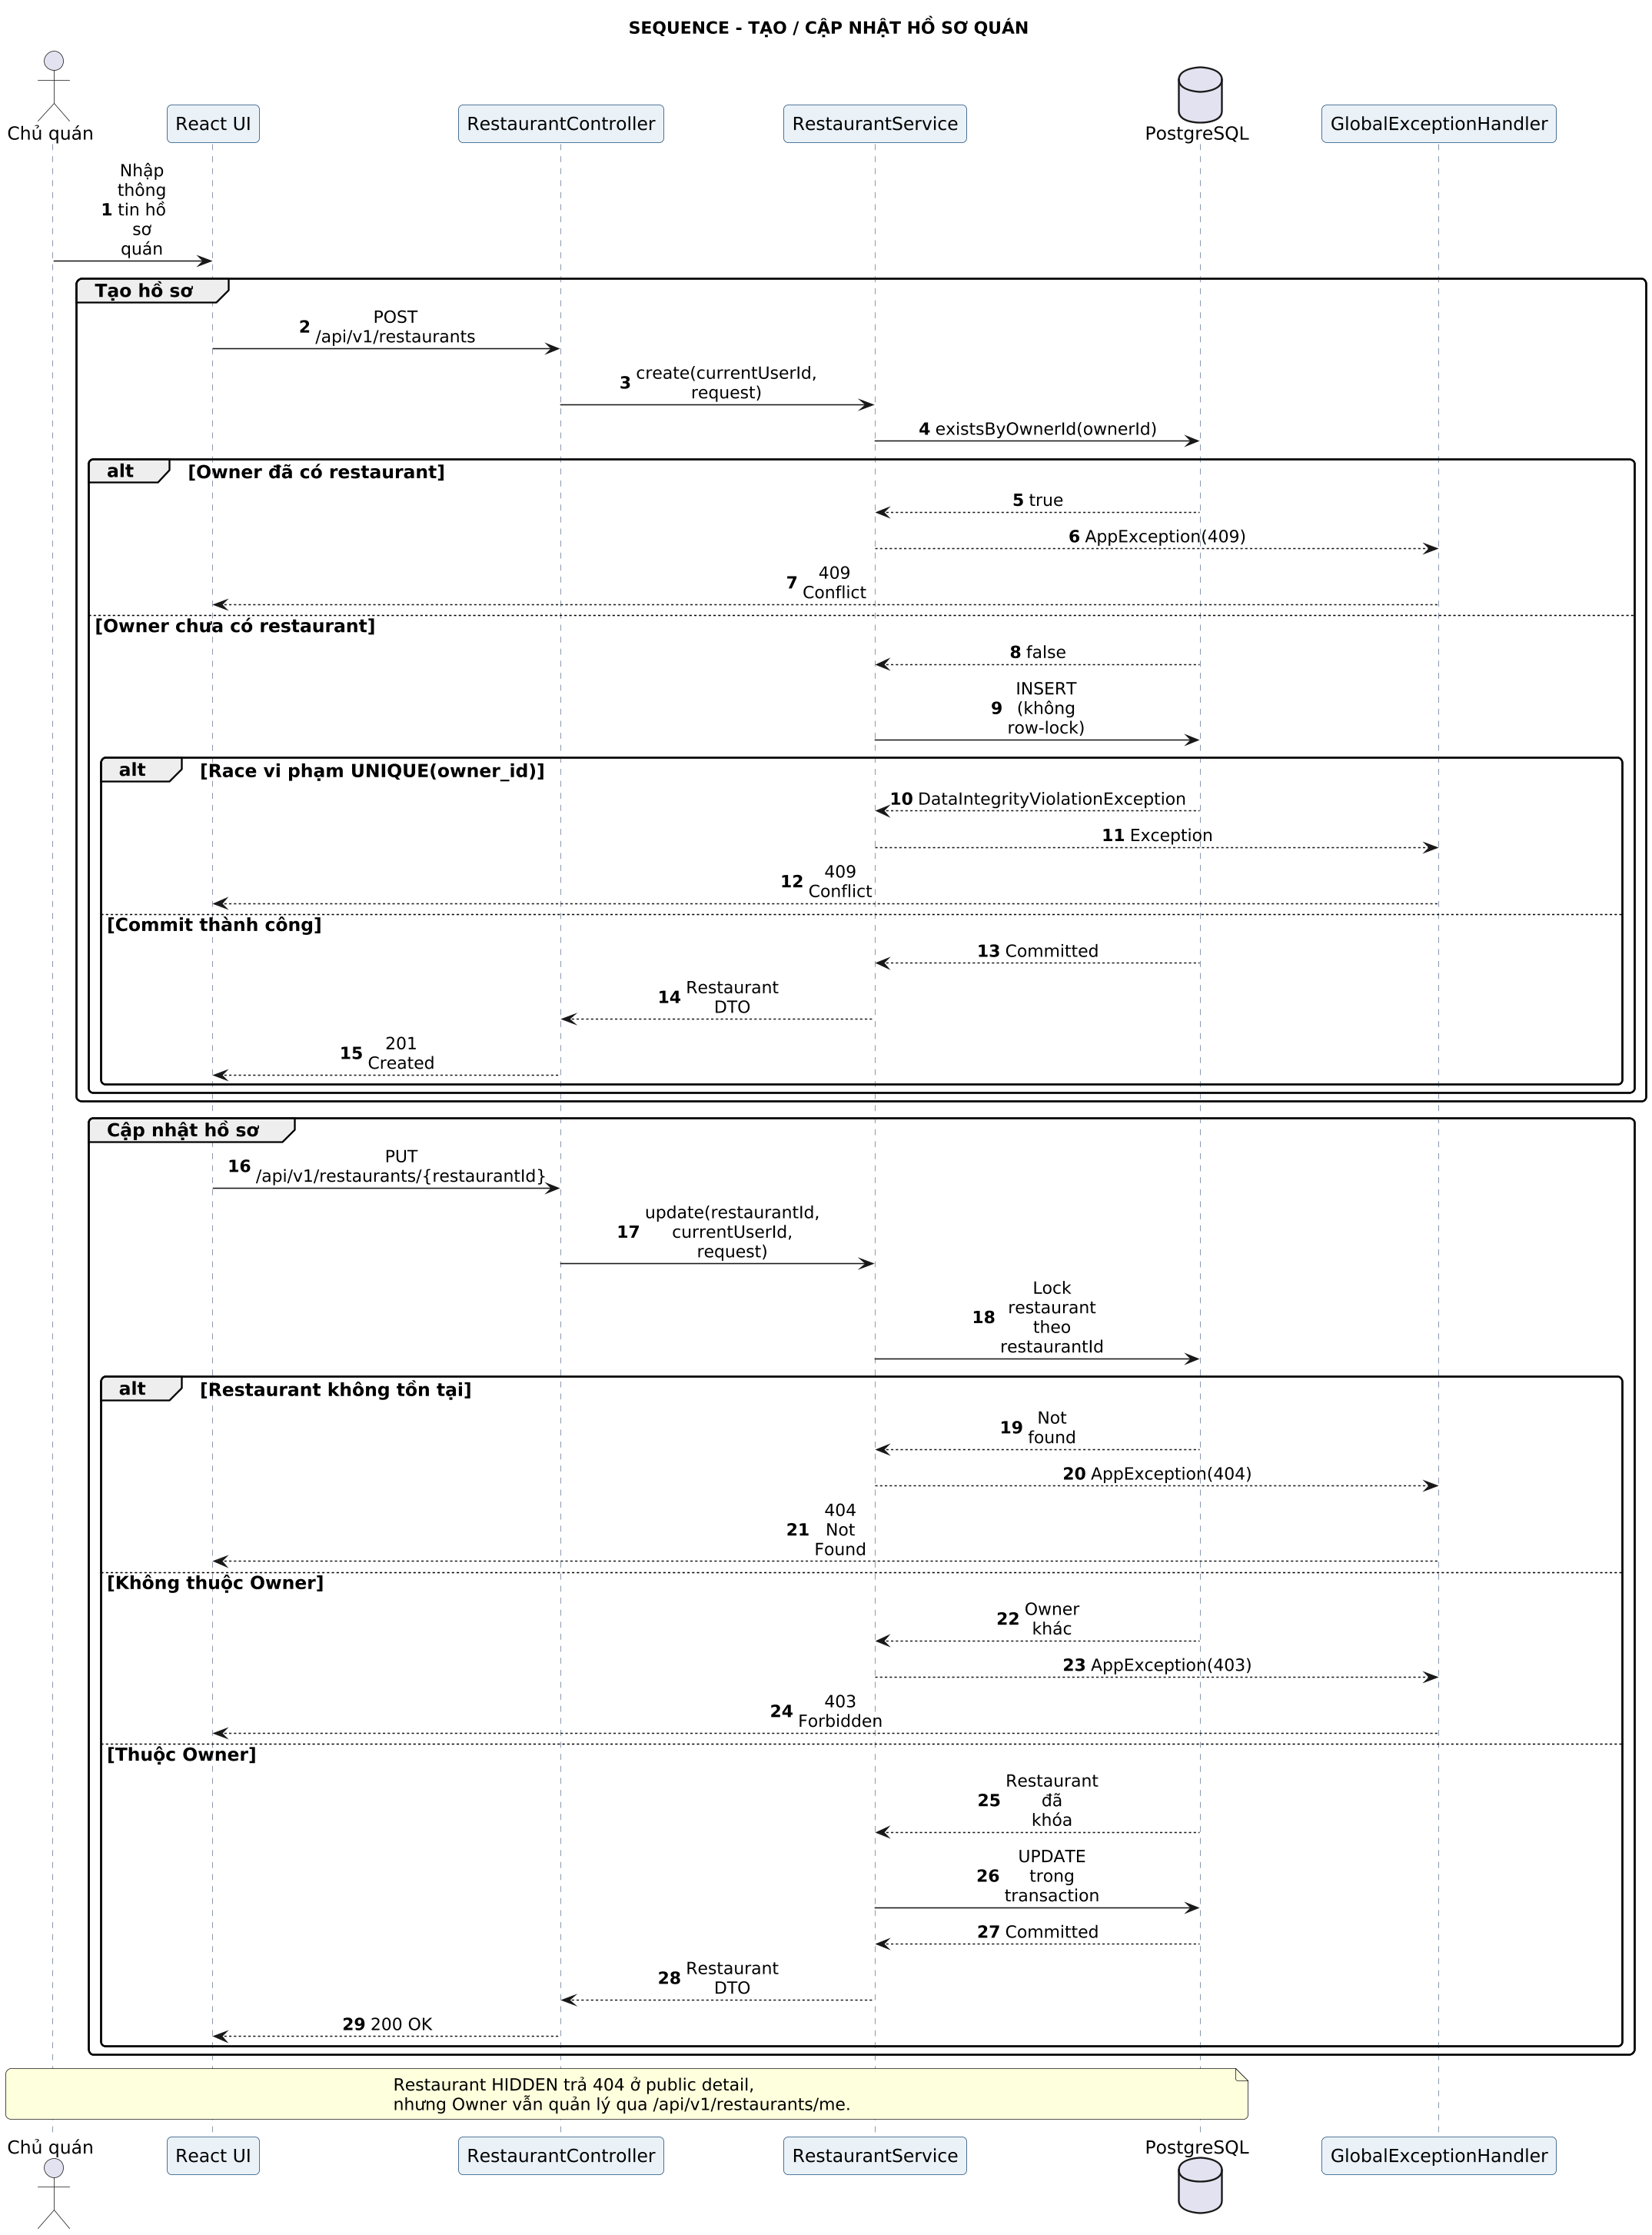 SEQUENCE - TẠO / CẬP NHẬT HỒ SƠ QUÁN
Chủ quán
React UI
RestaurantController
RestaurantService
PostgreSQL
GlobalExceptionHandler
Nhập
thông
1 tin hồ
sơ
quán
Tạo hồ sơ
POST
2 /api/v1/restaurants
3 create(currentUserId,
request)
4 existsByOwnerId(ownerId)
alt [Owner đã có restaurant]
5 true
6 AppException(409)
7 409
Conflict
[Owner chưa có restaurant]
8 false
INSERT
9 (không
row-lock)
alt [Race vi phạm UNIQUE(owner_id)]
10 DataIntegrityViolationException
11 Exception
12 409
Conflict
[Commit thành công]
13 Committed
14 Restaurant
DTO
15 201
Created
Cập nhật hồ sơ
16 PUT
/api/v1/restaurants/{restaurantId}
update(restaurantId,
17 currentUserId,
request)
Lock
restaurant
18 theo
restaurantId
alt [Restaurant không tồn tại]
19 Not
found
20 AppException(404)
404
21 Not
Found
[Không thuộc Owner]
22 Owner
khác
23 AppException(403)
24 403
Forbidden
[Thuộc Owner]
Restaurant
25 đã
khóa
UPDATE
26 trong
transaction
27 Committed
28 Restaurant
DTO
29 200 OK
Restaurant HIDDEN trả 404 ở public detail,
nhưng Owner vẫn quản lý qua /api/v1/restaurants/me.
Chủ quán
React UI
RestaurantController
RestaurantService
PostgreSQL
GlobalExceptionHandler